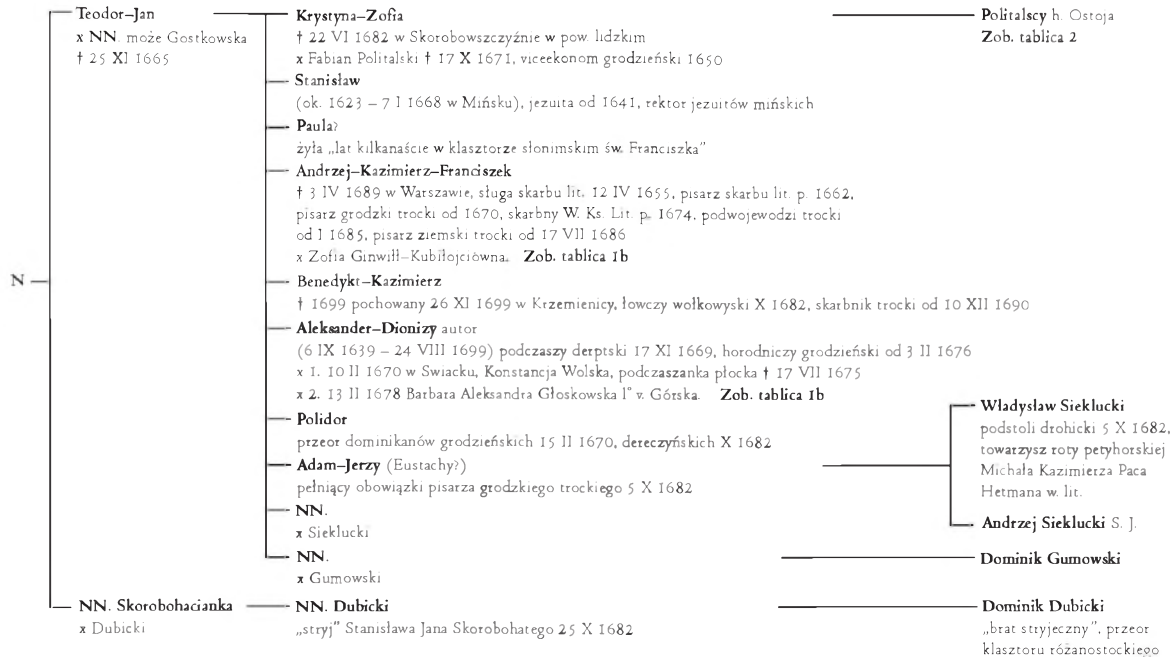 N
Teodor–Jan
x NN. może Gostkowska
† 25 XI 1665
Krystyna–Zofia
† 22 VI 1682 w Skorobowszczyźnie w pow. lidzkim
x Fabian Politalski † 17 X 1671, viceekonom grodzieński 1650
Politalscy h. Ostoja
Zob. tablica 2
Stanisław
(ok. 1623 – 7 I 1668 w Mińsku), jezuita od 1641, rektor jezuitów mińskich
Paula?
żyła „lat kilkanaście w klasztorze słonimskim św. Franciszka”
Andrzej–Kazimierz–Franciszek
† 3 IV 1689 w Warszawie, sługa skarbu lit. 12 IV 1655, pisarz skarbu lit. p. 1662,
pisarz grodzki trocki od 1670, skarbny W. Ks. Lit. p. 1674, podwojewodzi trocki
od I 1685, pisarz ziemski trocki od 17 VII 1686
x Zofia Ginwiłł–Kubiłojciówna. Zob. tablica 1b
Benedykt–Kazimierz
† 1699 pochowany 26 XI 1699 w Krzemienicy, łowczy wołkowyski X 1682, skarbnik trocki od 10 XII 1690
Aleksander–Dionizy autor
(6 IX 1639 – 24 VIII 1699) podczaszy derptski 17 XI 1669, horodniczy grodzieński od 3 II 1676
x 1. 10 II 1670 w Swiacku, Konstancja Wolska, podczaszanka płocka † 17 VII 1675
x 2. 13 II 1678 Barbara Aleksandra Głoskowska 1° v. Górska. Zob. tablica 1b
Polidor
przeor dominikanów grodzieńskich 15 II 1670, dereczyńskich X 1682
Adam–Jerzy (Eustachy?)
pełniący obowiązki pisarza grodzkiego trockiego 5 X 1682
NN.
x Sieklucki
Władysław Sieklucki
podstoli drohicki 5 X 1682,
towarzysz roty petyhorskiej
Michała Kazimierza Paca
Hetmana w. lit.
Andrzej Sieklucki S. J.
NN.
x Gumowski
Dominik Gumowski
NN. Skorobohacianka
x Dubicki
NN. Dubicki
„stryj” Stanisława Jana Skorobohatego 25 X 1682
Dominik Dubicki
„brat stryjeczny”, przeor
klasztoru różanostockiego